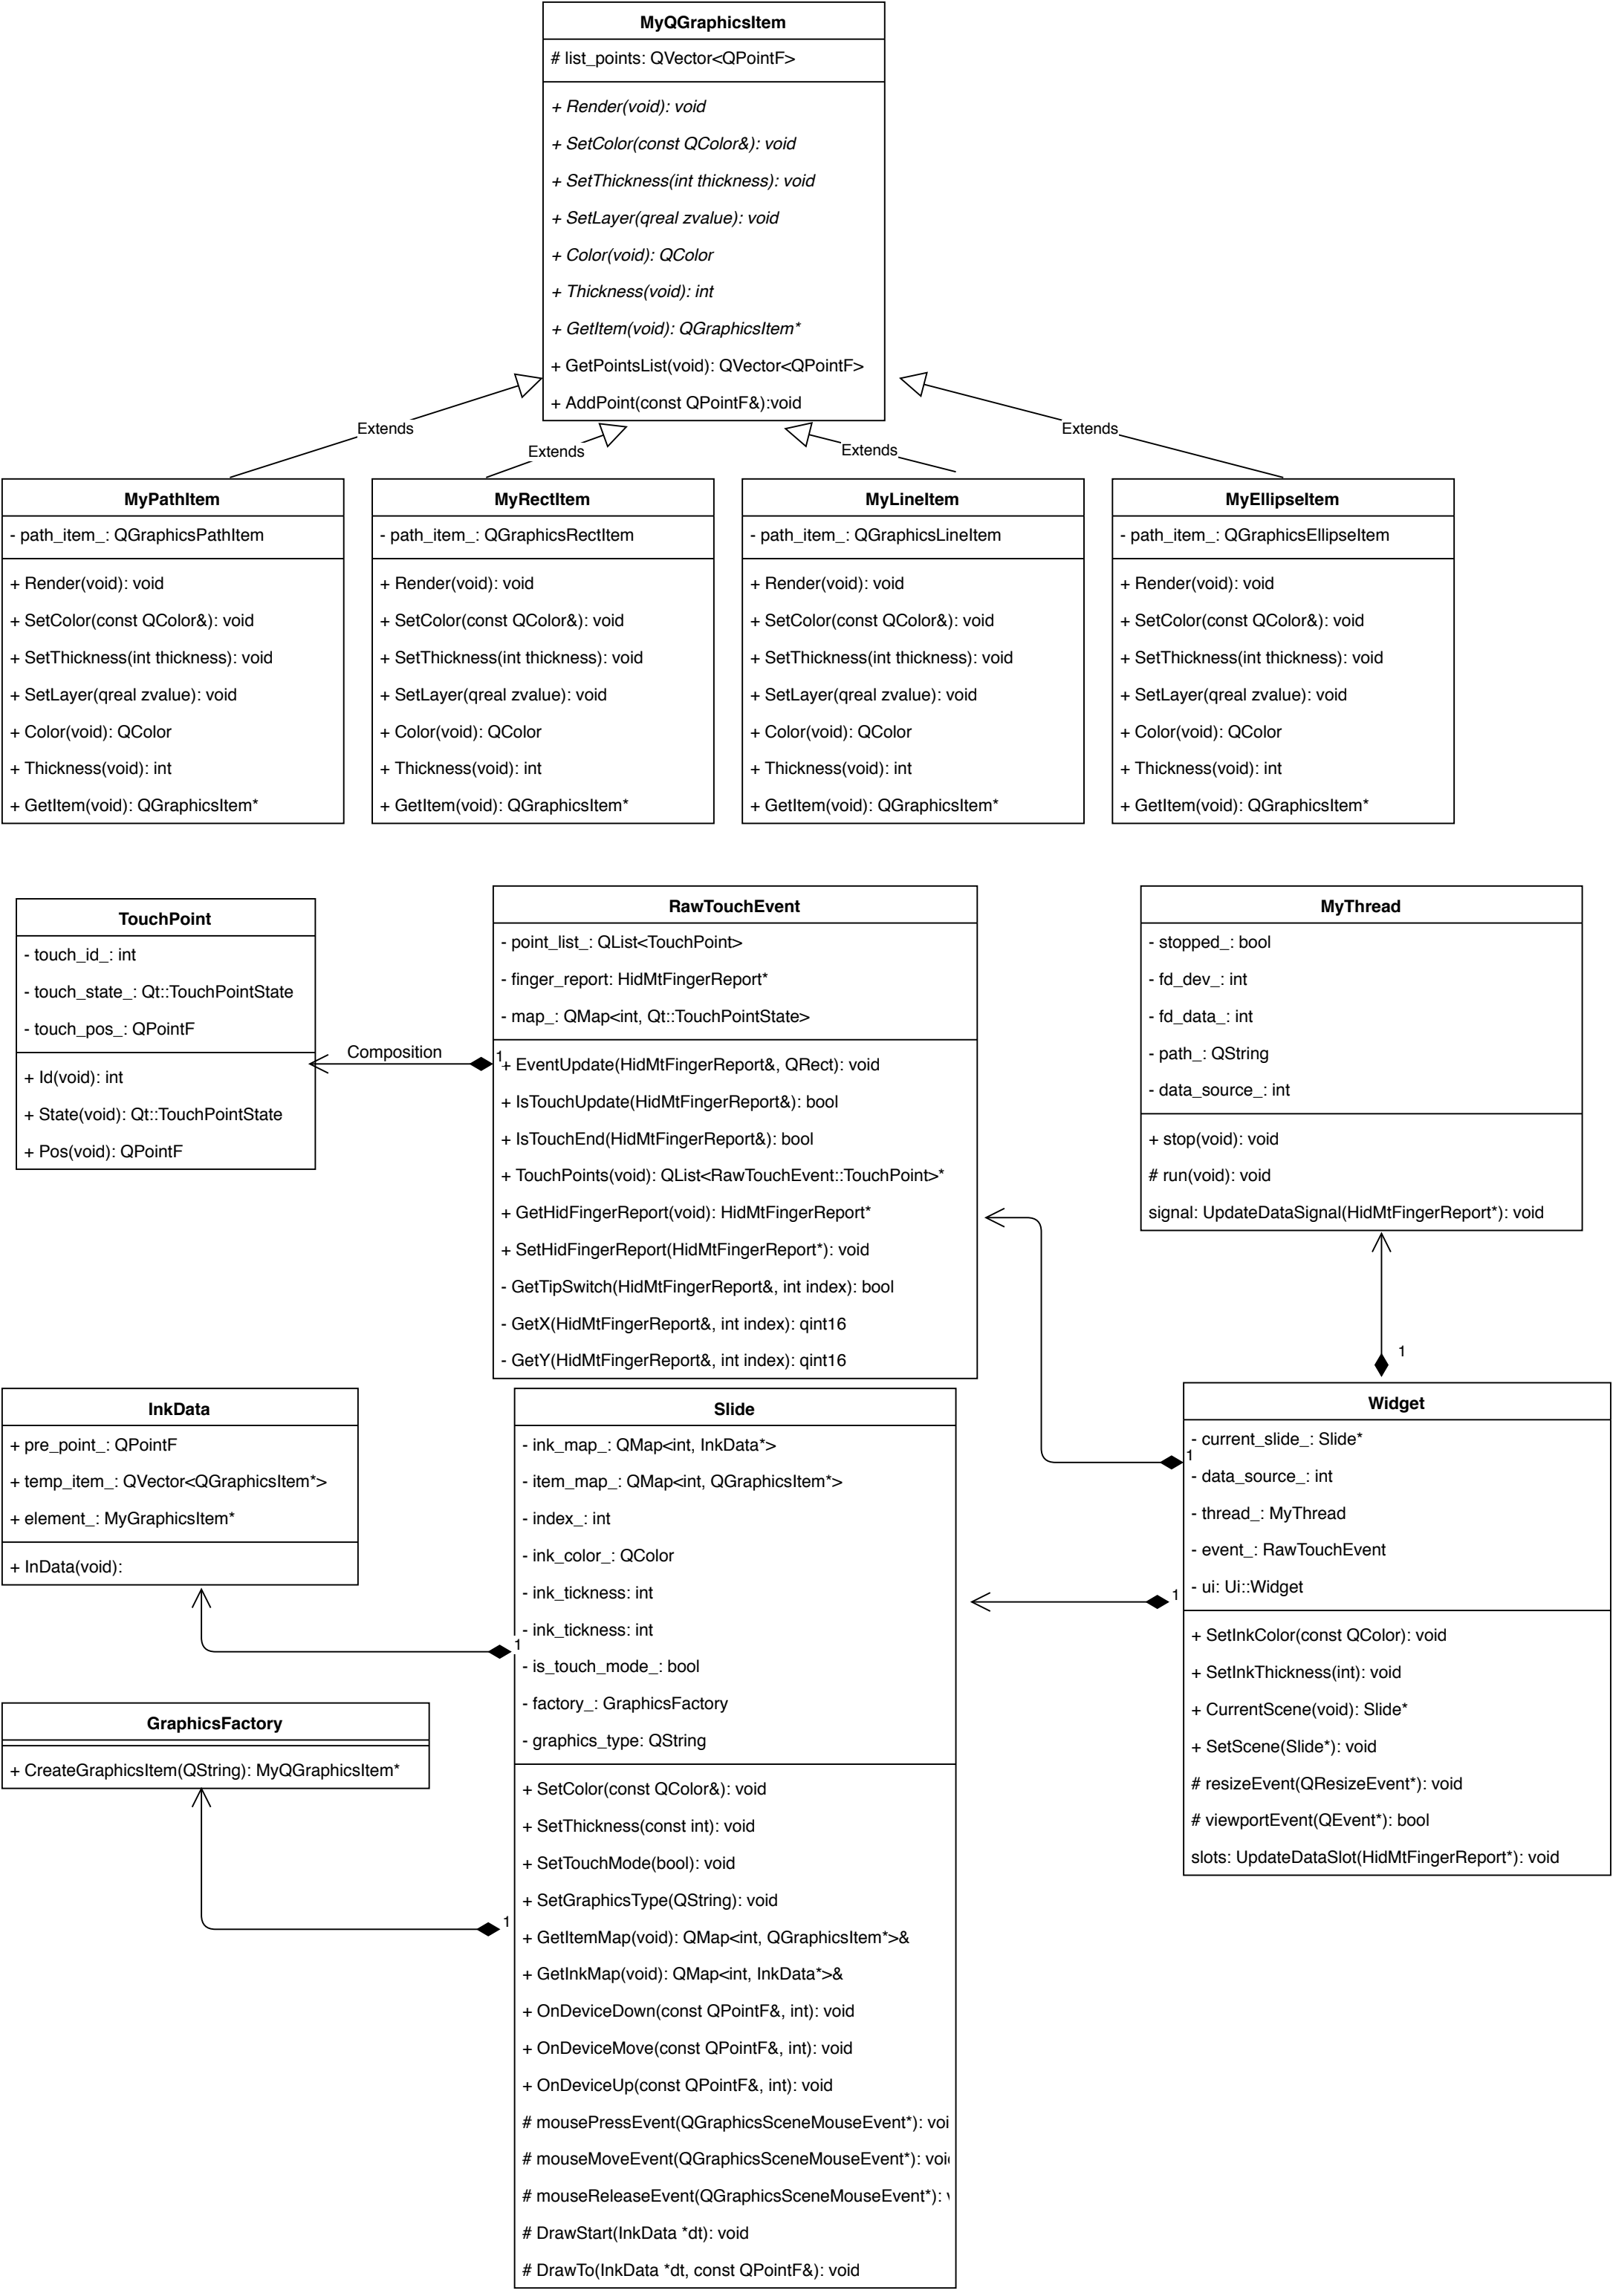 MyQGraphicsItem
# list_points: QVector<QPointF>
+ Render(void): void
+ SetColor(const QColor&): void
+ SetThickness(int thickness): void
+ SetLayer(qreal zvalue): void
+ Color(void): QColor
+ Thickness(void): int
+ GetItem(void): QGraphicsItem*
+ GetPointsList(void): QVector<QPointF>
+ AddPoint(const QPointF&):void
Extends
Extends
Extends
Extends
MyPathItem
- path_item_: QGraphicsPathItem
+ Render(void): void
+ SetColor(const QColor&): void
+ SetThickness(int thickness): void
+ SetLayer(qreal zvalue): void
+ Color(void): QColor
+ Thickness(void): int
+ GetItem(void): QGraphicsItem*
MyRectItem
- path_item_: QGraphicsRectItem
+ Render(void): void
+ SetColor(const QColor&): void
+ SetThickness(int thickness): void
+ SetLayer(qreal zvalue): void
+ Color(void): QColor
+ Thickness(void): int
+ GetItem(void): QGraphicsItem*
MyLineItem
- path_item_: QGraphicsLineItem
+ Render(void): void
+ SetColor(const QColor&): void
+ SetThickness(int thickness): void
+ SetLayer(qreal zvalue): void
+ Color(void): QColor
+ Thickness(void): int
+ GetItem(void): QGraphicsItem*
MyEllipseItem
- path_item_: QGraphicsEllipseItem
+ Render(void): void
+ SetColor(const QColor&): void
+ SetThickness(int thickness): void
+ SetLayer(qreal zvalue): void
+ Color(void): QColor
+ Thickness(void): int
+ GetItem(void): QGraphicsItem*
TouchPoint
- touch_id_: int
- touch_state_: Qt::TouchPointState
- touch_pos_: QPointF
+ Id(void): int
+ State(void): Qt::TouchPointState
+ Pos(void): QPointF
Composition
1
RawTouchEvent
- point_list_: QList<TouchPoint>
- finger_report: HidMtFingerReport*
- map_: QMap<int, Qt::TouchPointState>
+ EventUpdate(HidMtFingerReport&, QRect): void
+ IsTouchUpdate(HidMtFingerReport&): bool
+ IsTouchEnd(HidMtFingerReport&): bool
+ TouchPoints(void): QList<RawTouchEvent::TouchPoint>*
+ GetHidFingerReport(void): HidMtFingerReport*
+ SetHidFingerReport(HidMtFingerReport*): void
- GetTipSwitch(HidMtFingerReport&, int index): bool
- GetX(HidMtFingerReport&, int index): qint16
- GetY(HidMtFingerReport&, int index): qint16
MyThread
- stopped_: bool
- fd_dev_: int
- fd_data_: int
- path_: QString
- data_source_: int
+ stop(void): void
# run(void): void
signal: UpdateDataSignal(HidMtFingerReport*): void
1
InkData
+ pre_point_: QPointF
+ temp_item_: QVector<QGraphicsItem*>
+ element_: MyGraphicsItem*
+ InData(void):
1
GraphicsFactory
+ CreateGraphicsItem(QString): MyQGraphicsItem*
1
Slide
- ink_map_: QMap<int, InkData*>
- item_map_: QMap<int, QGraphicsItem*>
- index_: int
- ink_color_: QColor
- ink_tickness: int
- ink_tickness: int
- is_touch_mode_: bool
- factory_: GraphicsFactory
- graphics_type: QString
+ SetColor(const QColor&): void
+ SetThickness(const int): void
+ SetTouchMode(bool): void
+ SetGraphicsType(QString): void
+ GetItemMap(void): QMap<int, QGraphicsItem*>&
+ GetInkMap(void): QMap<int, InkData*>&
+ OnDeviceDown(const QPointF&, int): void
+ OnDeviceMove(const QPointF&, int): void
+ OnDeviceUp(const QPointF&, int): void
# mousePressEvent(QGraphicsSceneMouseEvent*): voi
# mouseMoveEvent(QGraphicsSceneMouseEvent*): voi
# mouseReleaseEvent(QGraphicsSceneMouseEvent*):
# DrawStart(InkData *dt): void
# DrawTo(InkData *dt, const QPointF&): void
1
1
Widget
- current_slide_: Slide*
- data_source_: int
- thread_: MyThread
- event_: RawTouchEvent
- ui: Ui::Widget
+ SetInkColor(const QColor): void
+ SetInkThickness(int): void
+ CurrentScene(void): Slide*
+ SetScene(Slide*): void
# resizeEvent(QResizeEvent*): void
# viewportEvent(QEvent*): bool
slots: UpdateDataSlot(HidMtFingerReport*): void